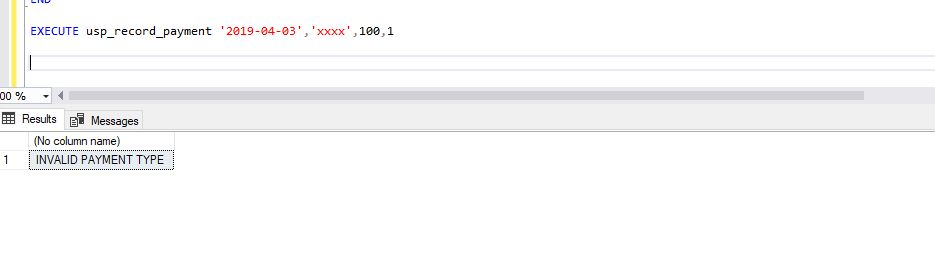 END
EXECUTE usp_record_payment '2019-04-03','xxxx',100,1
00 %
Results Messages
(No column name)
1 INVALID PAYMENT TYPE